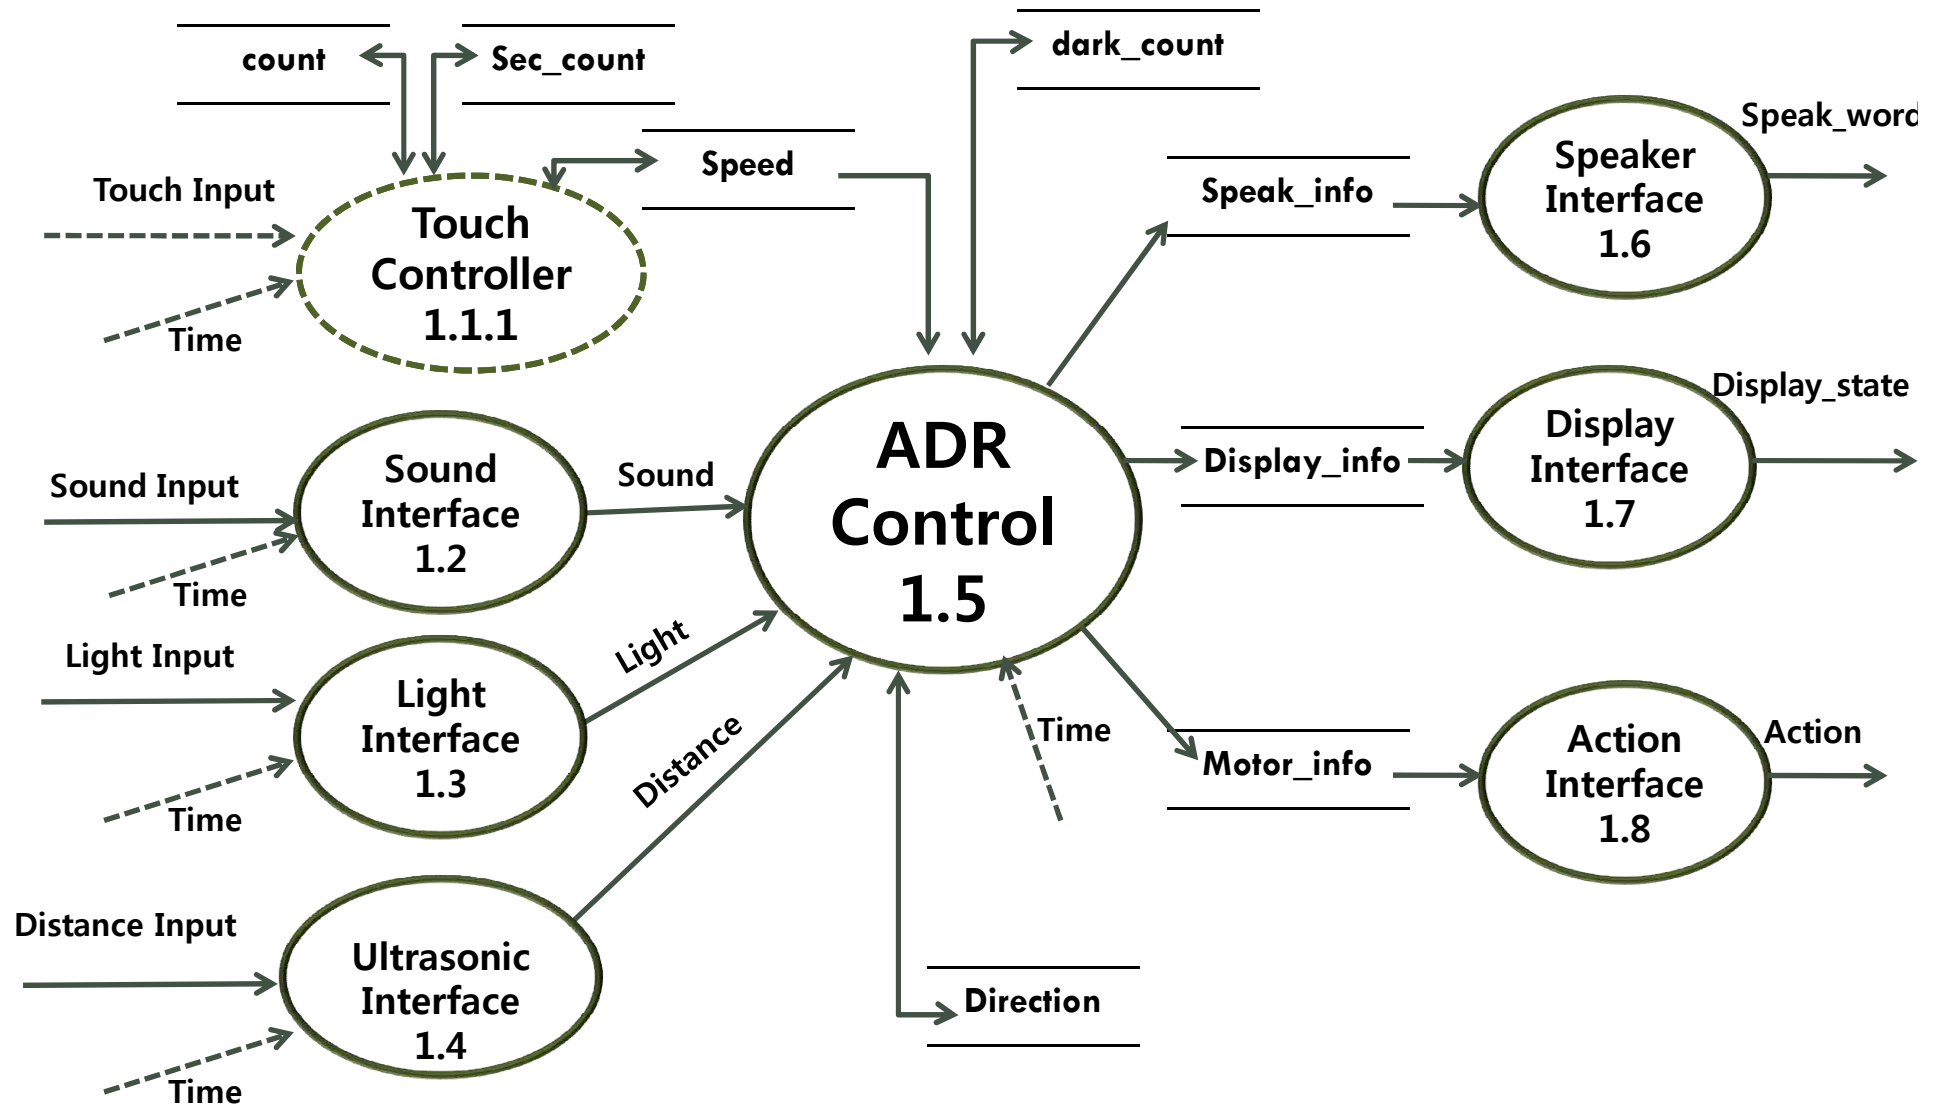 count
Sec_count
dark_count
Speed
Speak_word
Touch Input
Touch
Controller
1.1.1
Time
Speak_info
Speaker
Interface
1.6
Sound Input
Sound
Interface
1.2
Time
Sound
ADR
Control
1.5
Display_info
Display
Interface
1.7
Display_state
Light Input
Light
Interface
1.3
Time
Light
Distance
Time
Motor_info
Action
Interface
1.8
Action
Distance Input
Ultrasonic
Interface
1.4
Time
Direction